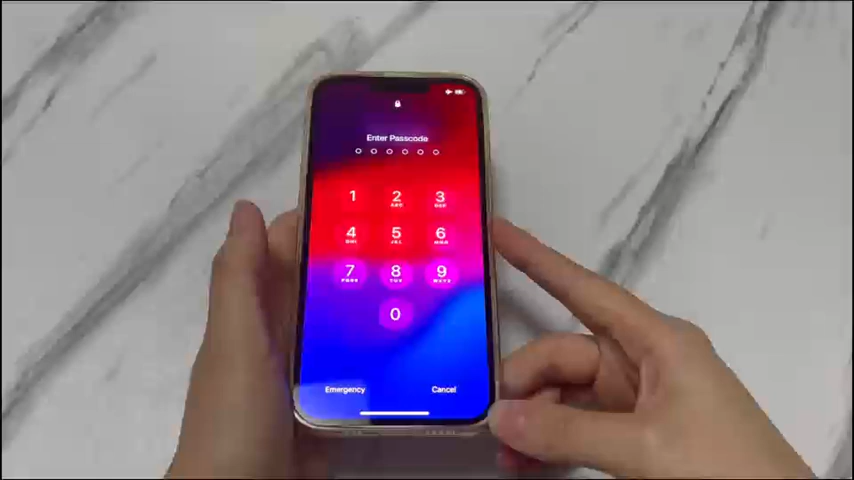 Enter Passcode
1 2 3
ABC DEF
4 5 6
GHI JKL MNO
7 8 9
PQRS TUV WXYZ
0
Emergency Cancel